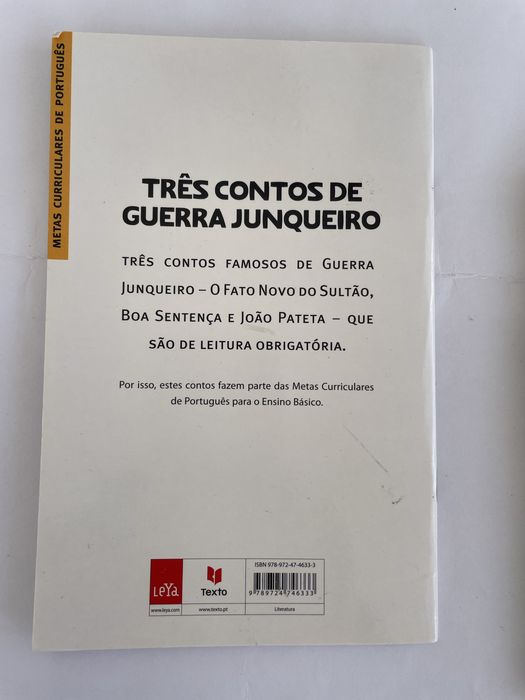 METAS CURRICULARES DE PORTUGUÊS
TRÊS CONTOS DE
GUERRA JUNQUEIRO
TRÊS CONTOS FAMOSOS DE GUERRA
JUNQUEIRO – O FATO NOVO DO SULTÃO,
BOA SENTENÇA E JOÃO PATETA – QUE
SÃO DE LEITURA OBRIGATÓRIA.
Por isso, estes contos fazem parte das Metas Curriculares
de Português para o Ensino Básico.
ISBN 978-972-47-4633-3
LeYa
Texto
9 789724 746333
www.leya.com
www.texto.pt
Literatura